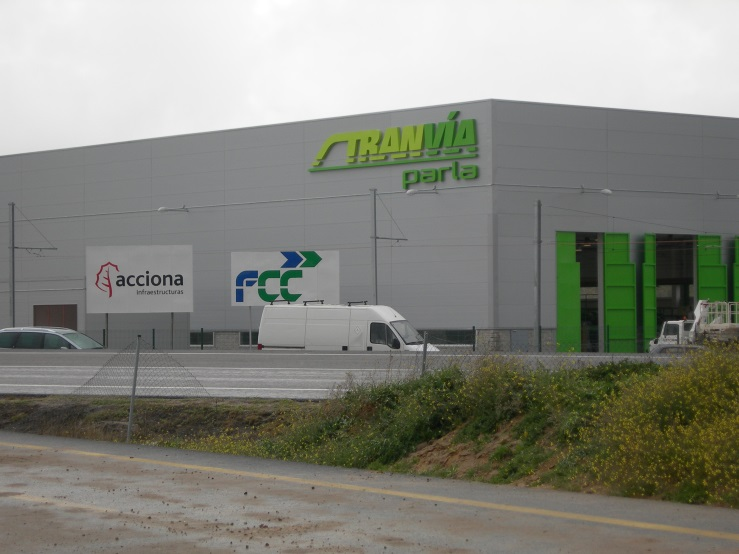 TRANVÍA
parla
acciona
Infraestructuras
FCC